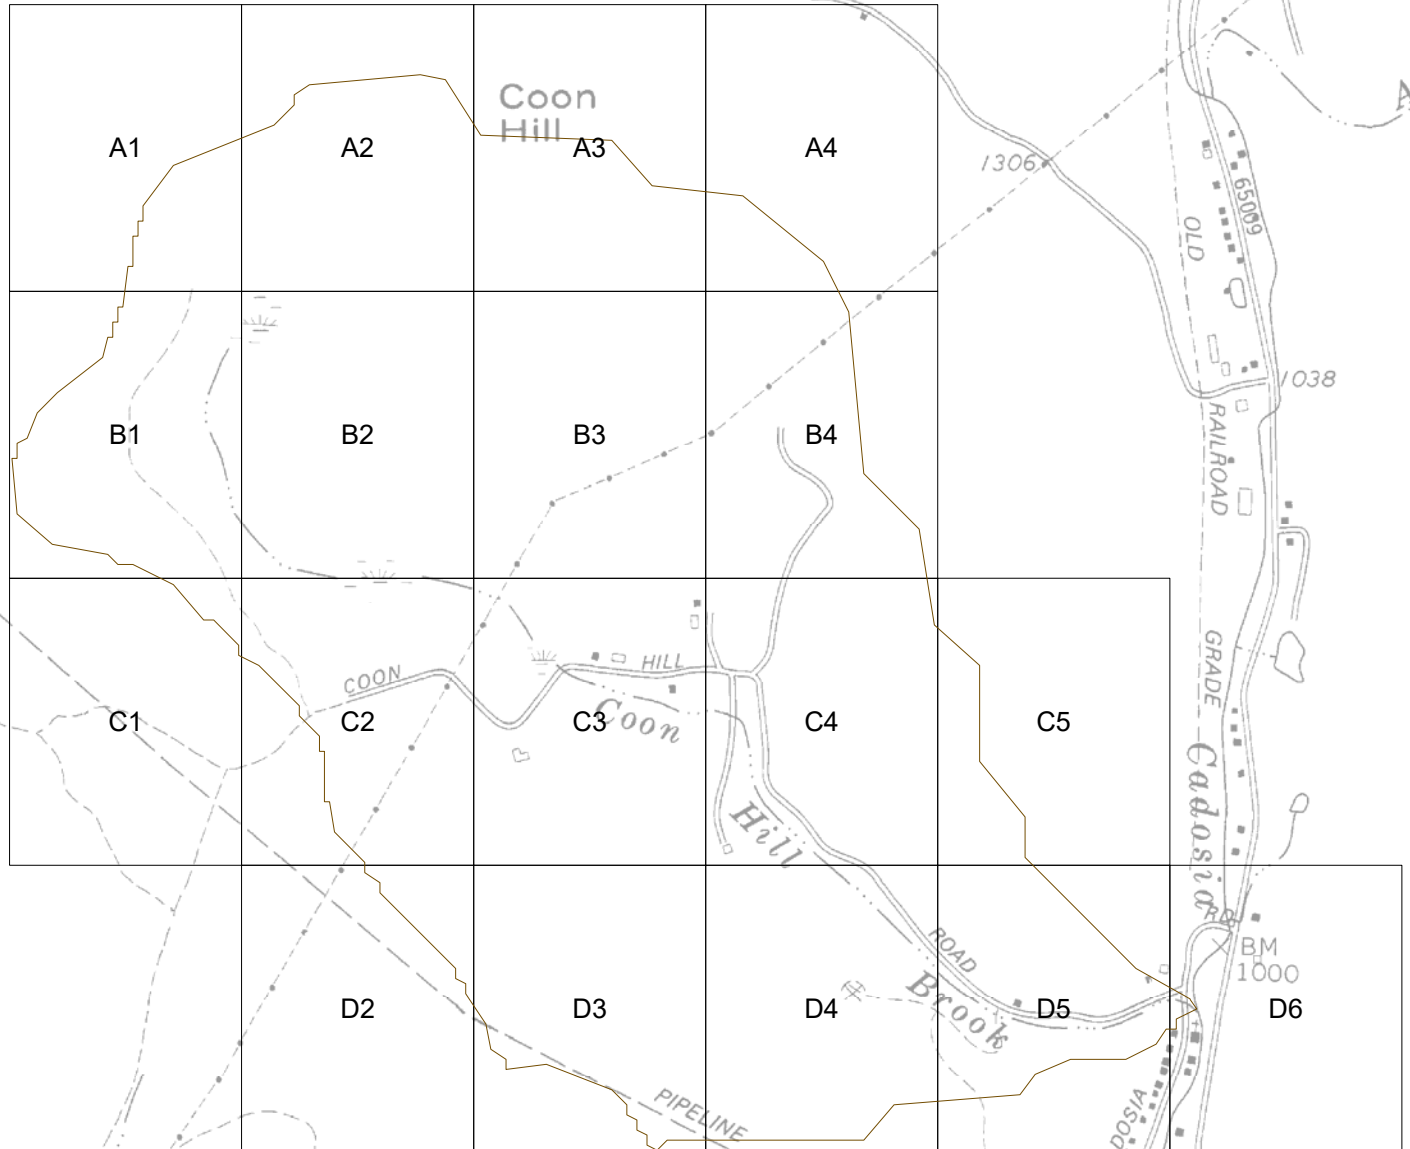 Coon
Hill
A1
A2
A3
A4
1306
65009
OLD
RAILROAD
GRADE
1038
B1
B2
B3
B4
COON
HILL
ROAD
C1
C2
C3
C4
C5
Coon
Hill
Brook
Cadosia
RD
BM
1000
D2
D3
D4
D5
D6
PIPELINE
DOSIA